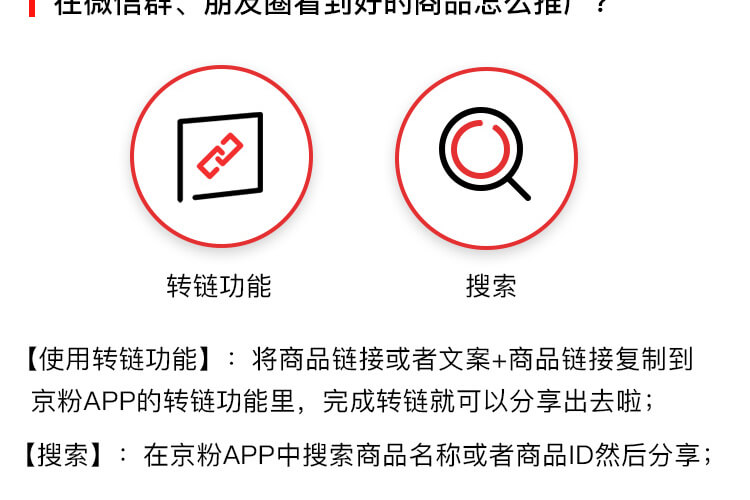 在微信群、朋友圈看到好的商品怎么推广？
转链功能
搜索
【使用转链功能】：将商品链接或者文案+商品链接复制到
京粉APP的转链功能里，完成转链就可以分享出去啦；
【搜索】：在京粉APP中搜索商品名称或者商品ID然后分享；